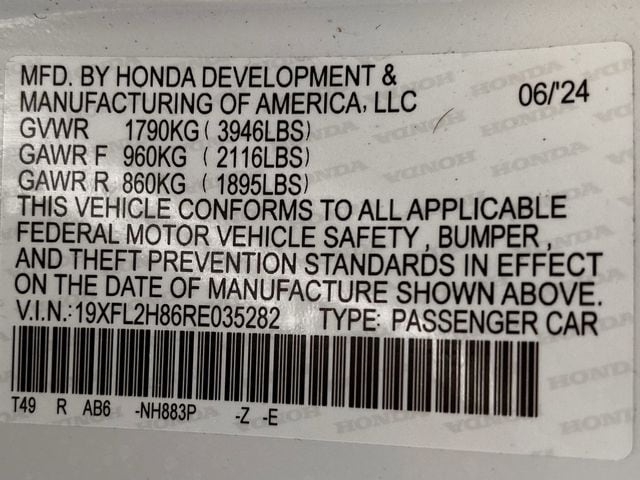 MFD. BY HONDA DEVELOPMENT &
MANUFACTURING OF AMERICA, LLC 06/'24
GVWR 1790KG ( 3946LBS)
GAWR F 960KG ( 2116LBS)
GAWR R 860KG ( 1895LBS)
THIS VEHICLE CONFORMS TO ALL APPLICABLE
FEDERAL MOTOR VEHICLE SAFETY , BUMPER ,
AND THEFT PREVENTION STANDARDS IN EFFECT
ON THE DATE OF MANUFACTURE SHOWN ABOVE.
V.I.N.:19XFL2H86RE035282 TYPE: PASSENGER CAR
T49 R AB6 -NH883P -Z -E